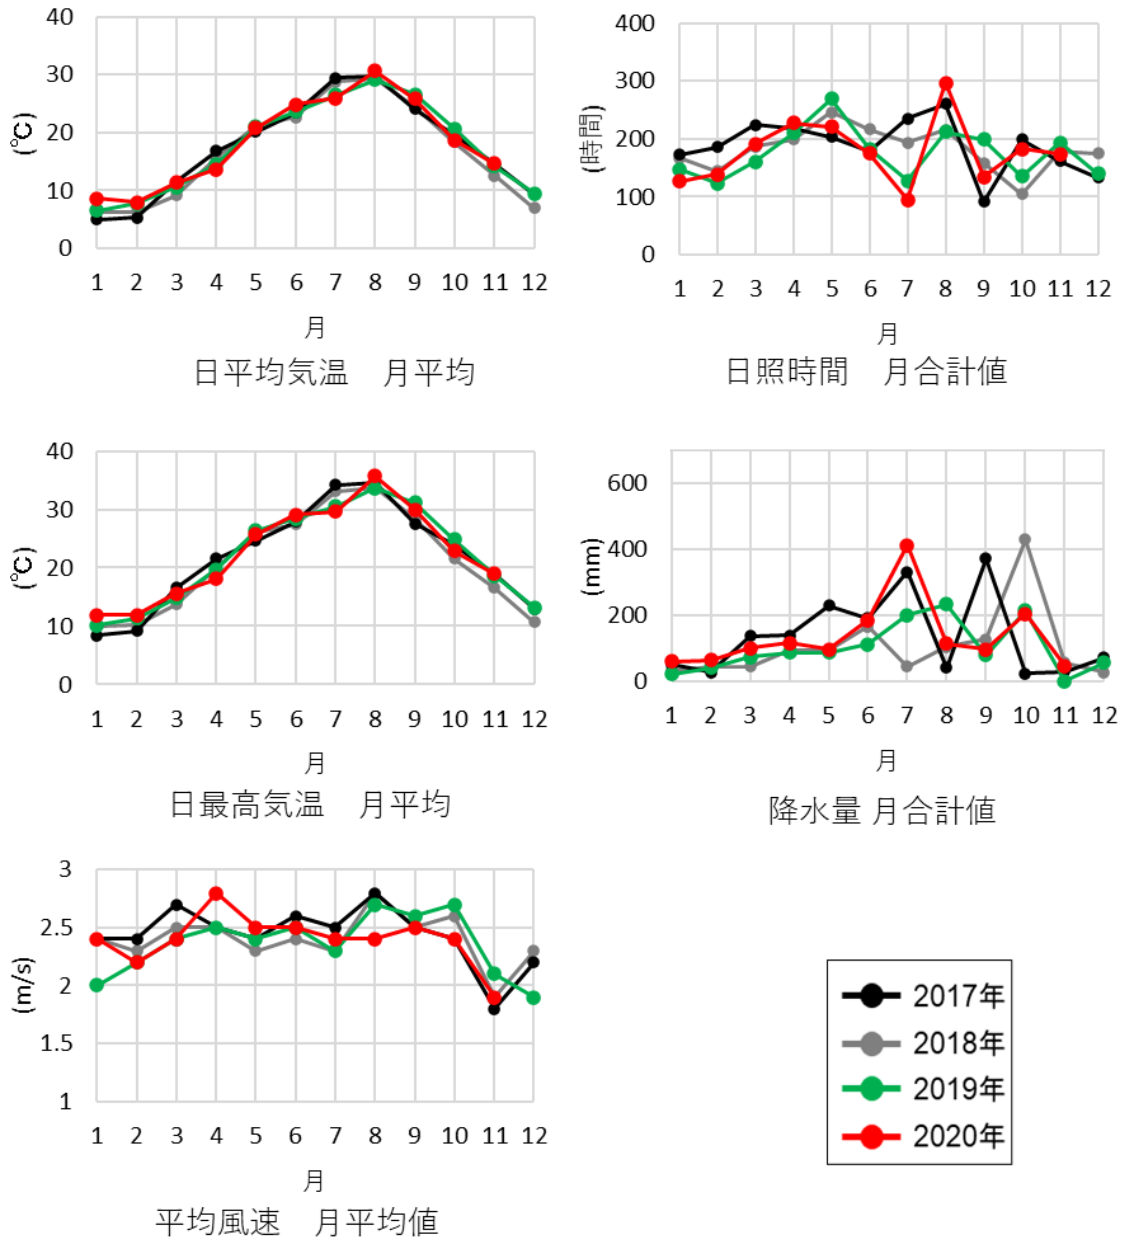 40
30
20
10
0
(℃)
1 2 3 4 5 6 7 8 9 10 11 12
月
日平均気温 月平均
400
300
200
100
0
(時間)
1 2 3 4 5 6 7 8 9 10 11 12
月
日照時間 月合計値
40
30
20
10
0
(℃)
1 2 3 4 5 6 7 8 9 10 11 12
月
日最高気温 月平均
600
400
200
0
(mm)
1 2 3 4 5 6 7 8 9 10 11 12
月
降水量 月合計値
3
2.5
2
1.5
1
(m/s)
1 2 3 4 5 6 7 8 9 10 11 12
月
平均風速 月平均値
2017年
2018年
2019年
2020年